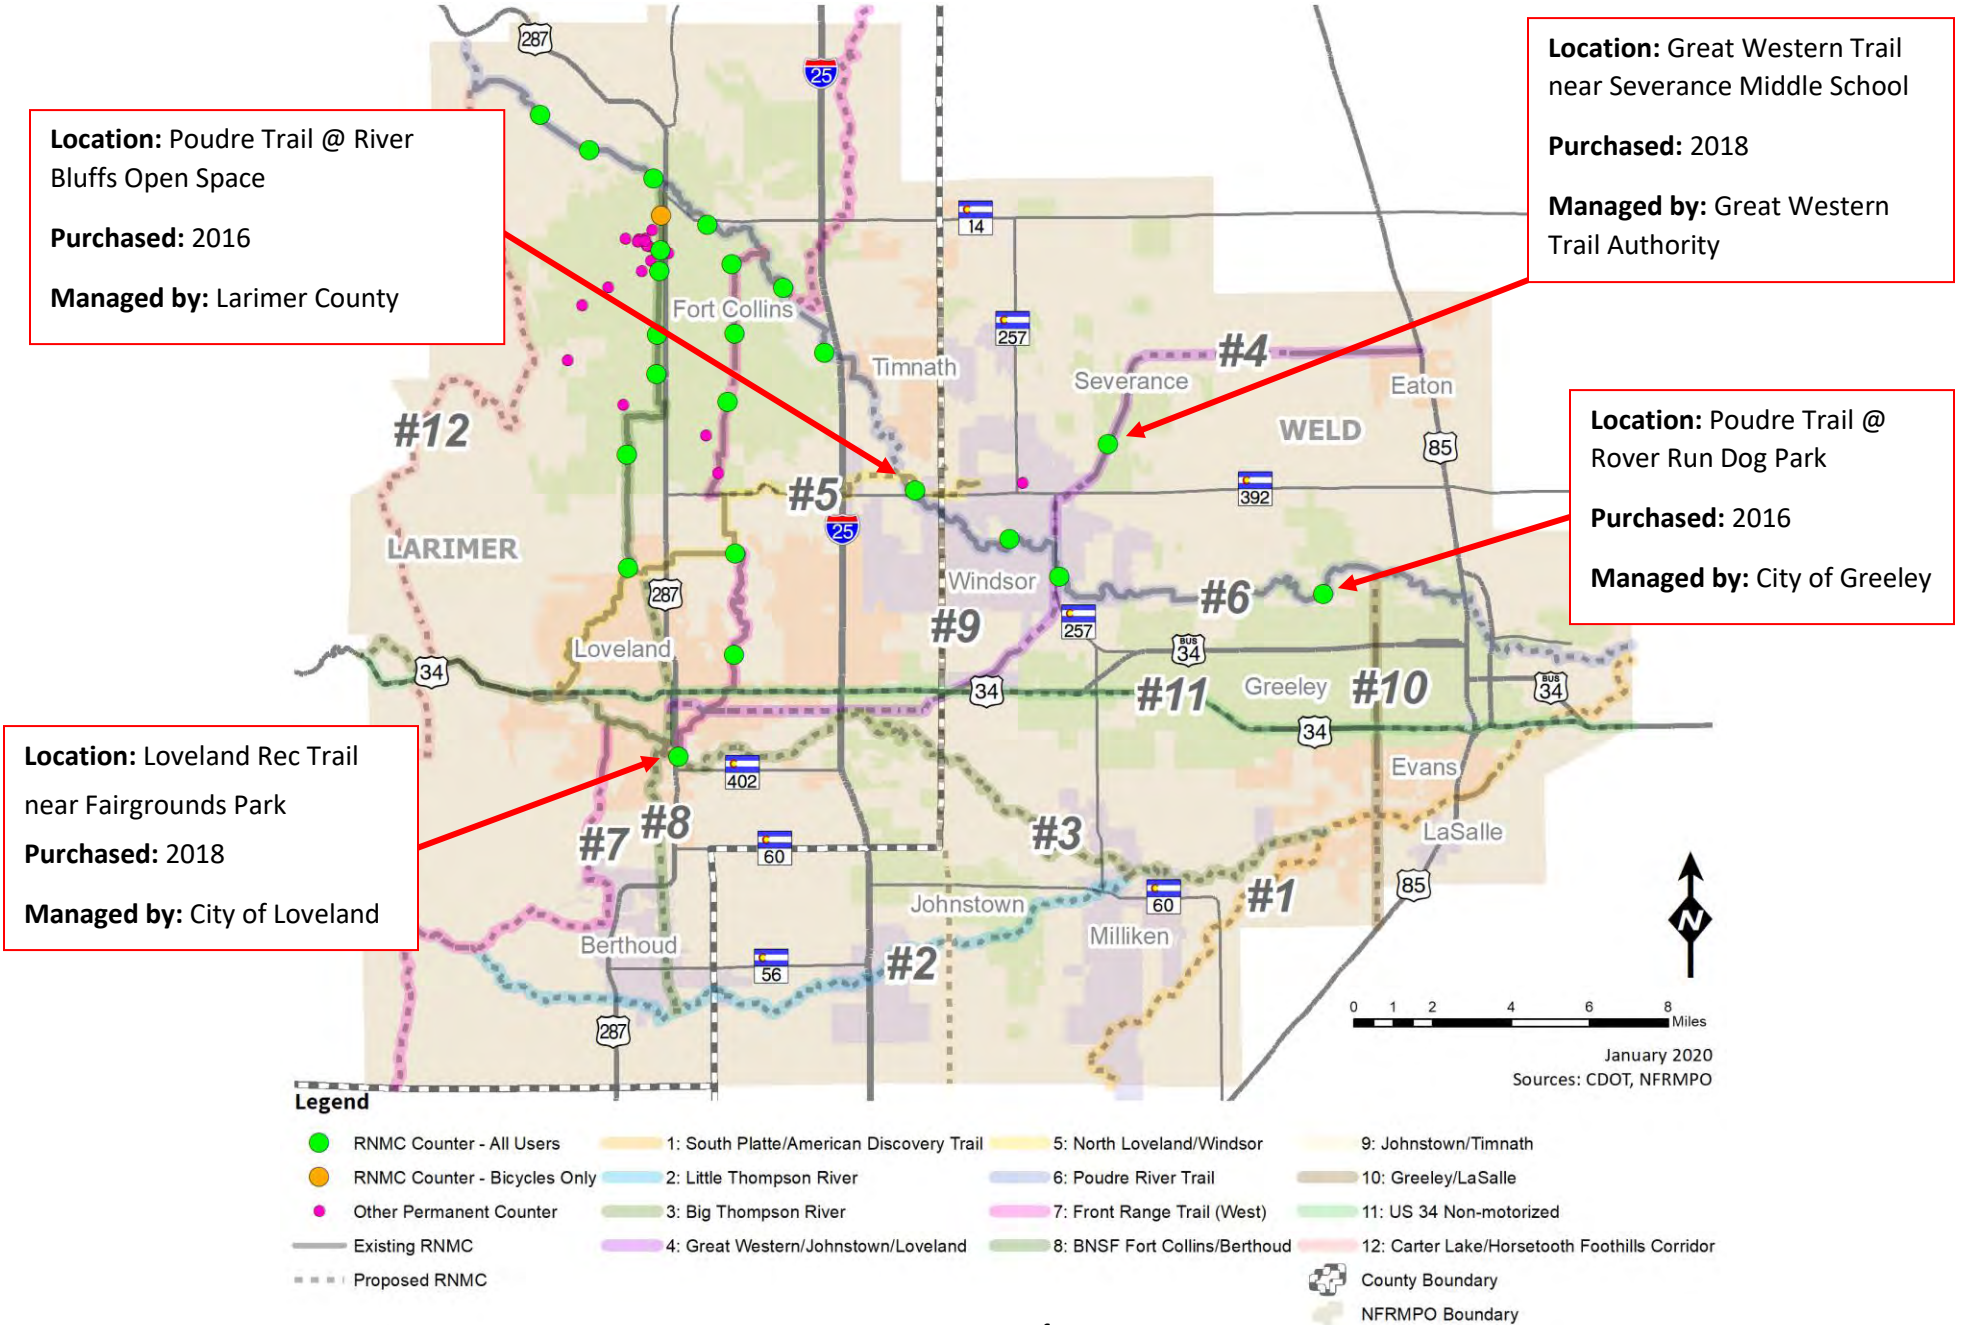 287
25
Location: Great Western Trail
near Severance Middle School
Purchased: 2018
Managed by: Great Western
Trail Authority
Location: Poudre Trail @ River
Bluffs Open Space
Purchased: 2016
Managed by: Larimer County
14
257
Fort Collins
Timnath
#4
Severance
Eaton
#12
WELD
85
Location: Poudre Trail @
Rover Run Dog Park
Purchased: 2016
Managed by: City of Greeley
#5
392
25
LARIMER
Windsor
287
#6
#9
257
Loveland
BUS
34
34
34
#11
Greeley
#10
BUS
34
34
Location: Loveland Rec Trail
near Fairgrounds Park
Purchased: 2018
Managed by: City of Loveland
402
Evans
#7
#8
60
#3
LaSalle
85
Johnstown
60
#1
Berthoud
Milliken
56
#2
287
N
0 1 2 4 6 8
Miles
January 2020
Sources: CDOT, NFRMPO
Legend
RNMC Counter - All Users
RNMC Counter - Bicycles Only
Other Permanent Counter
Existing RNMC
Proposed RNMC
1: South Platte/American Discovery Trail
2: Little Thompson River
3: Big Thompson River
4: Great Western/Johnstown/Loveland
5: North Loveland/Windsor
6: Poudre River Trail
7: Front Range Trail (West)
8: BNSF Fort Collins/Berthoud
9: Johnstown/Timnath
10: Greeley/LaSalle
11: US 34 Non-motorized
12: Carter Lake/Horsetooth Foothills Corridor
County Boundary
NFRMPO Boundary